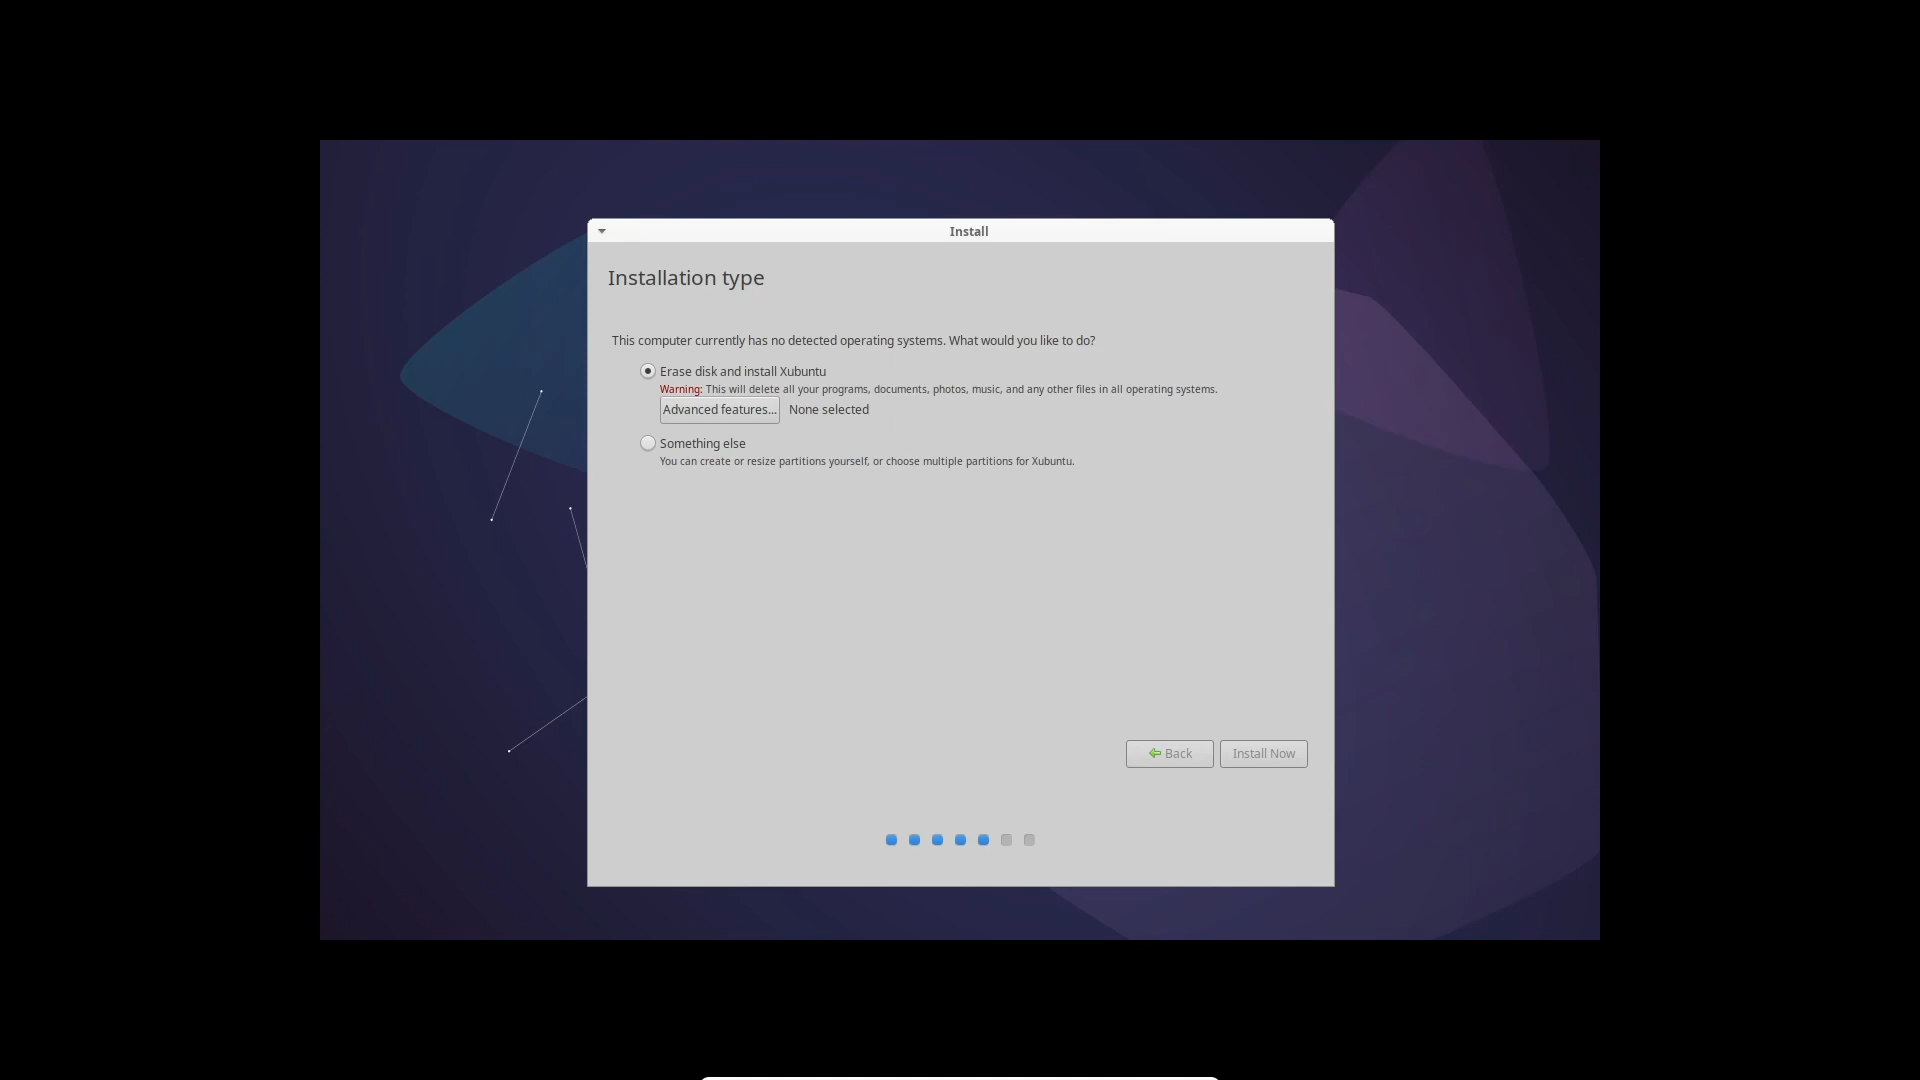 Install
Installation type
This computer currently has no detected operating systems. What would you like to do?
Erase disk and install Xubuntu
Warning: This will delete all your programs, documents, photos, music, and any other files in all operating systems.
Advanced features... None selected
Something else
You can create or resize partitions yourself, or choose multiple partitions for Xubuntu.
Back Install Now